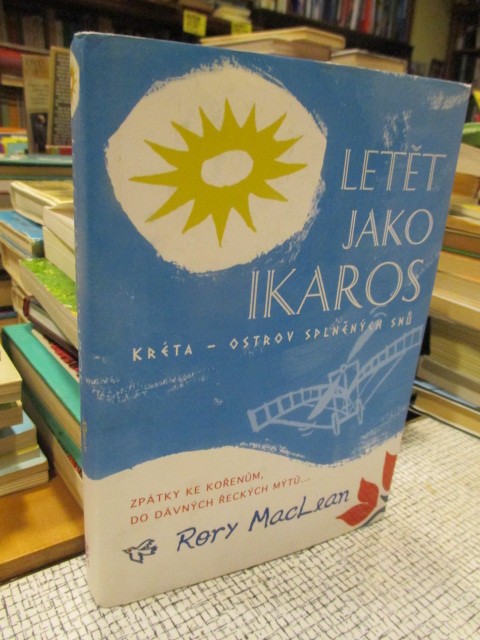 LETĚT
JAKO
IKAROS
KRÉTA – OSTROV SPLNĚNÝCH SNŮ
ZPÁTKY KE KOŘENŮM,
DO DÁVNÝCH ŘECKÝCH MÝTŮ...
Rory MacLean